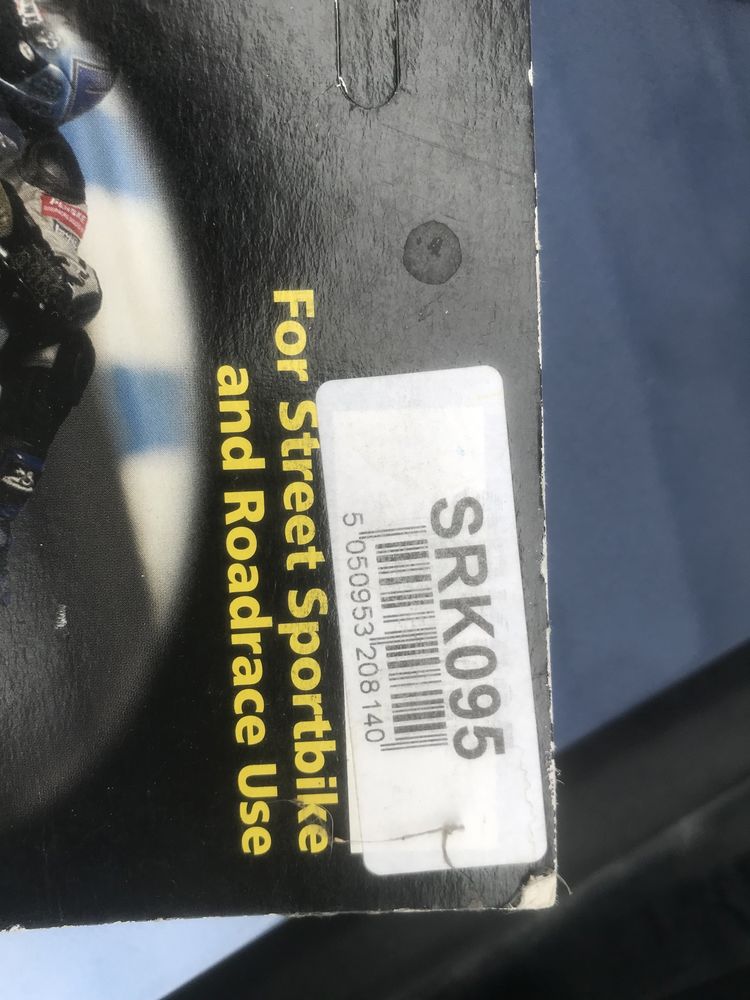 For Street Sportbike
and Roadrace Use
SRK095
5 050953 208140